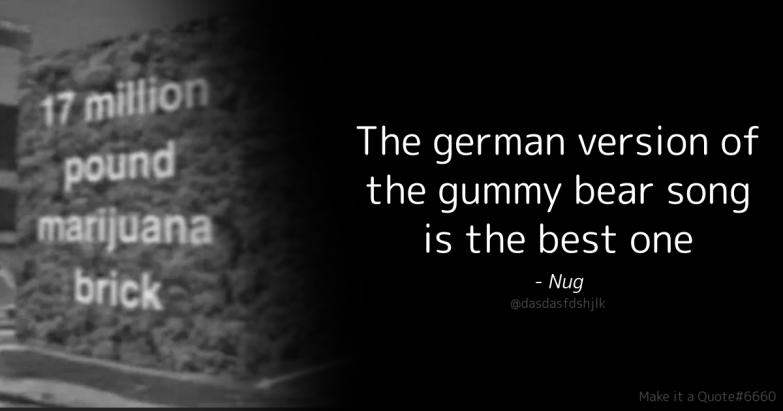 17 million
pound
marijuana
brick
The german version of
the gummy bear song
is the best one
- Nug
@dasdasfdshjlk
Make it a Quote#6660